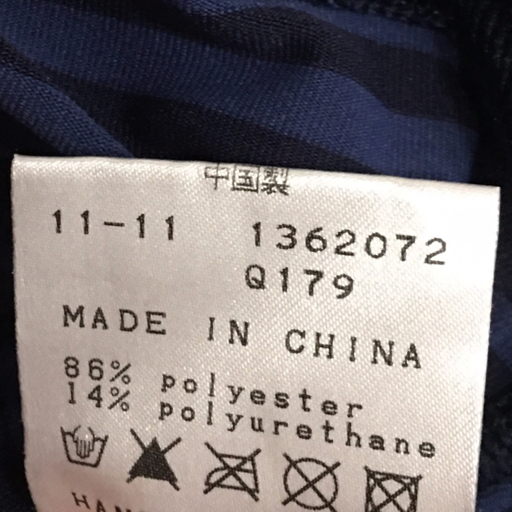 中国製
11-11 1362072
Q179
MADE IN CHINA
86% polyester
14% polyurethane